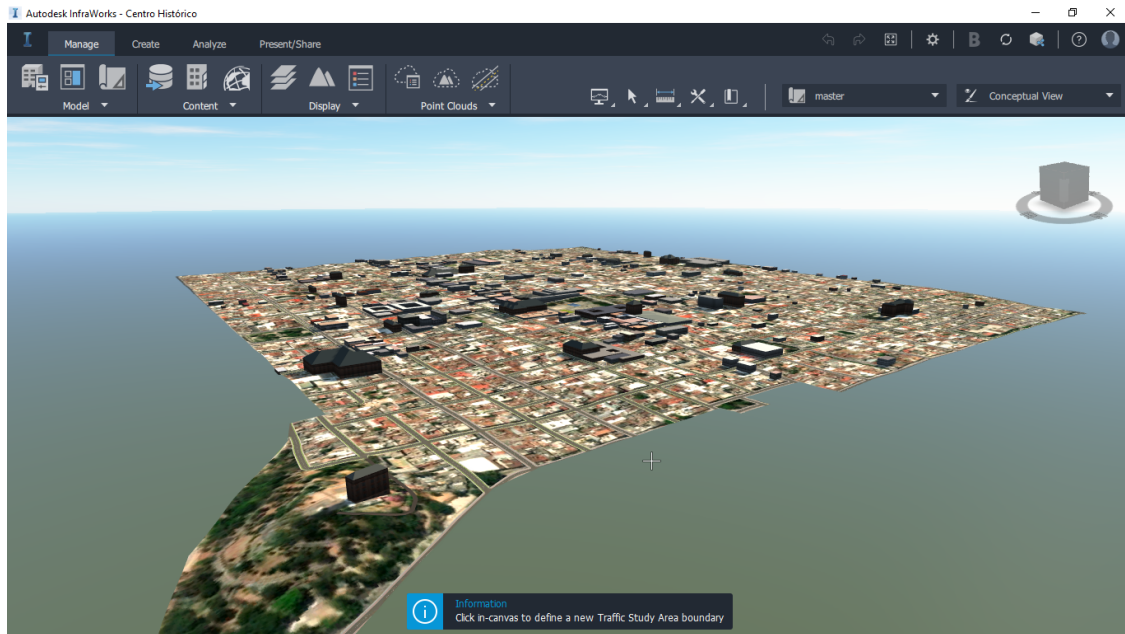 Autodesk InfraWorks - Centro Histórico
Manage Create Analyze Present/Share
Model Content Display Point Clouds
master Conceptual View
Information
Click in-canvas to define a new Traffic Study Area boundary